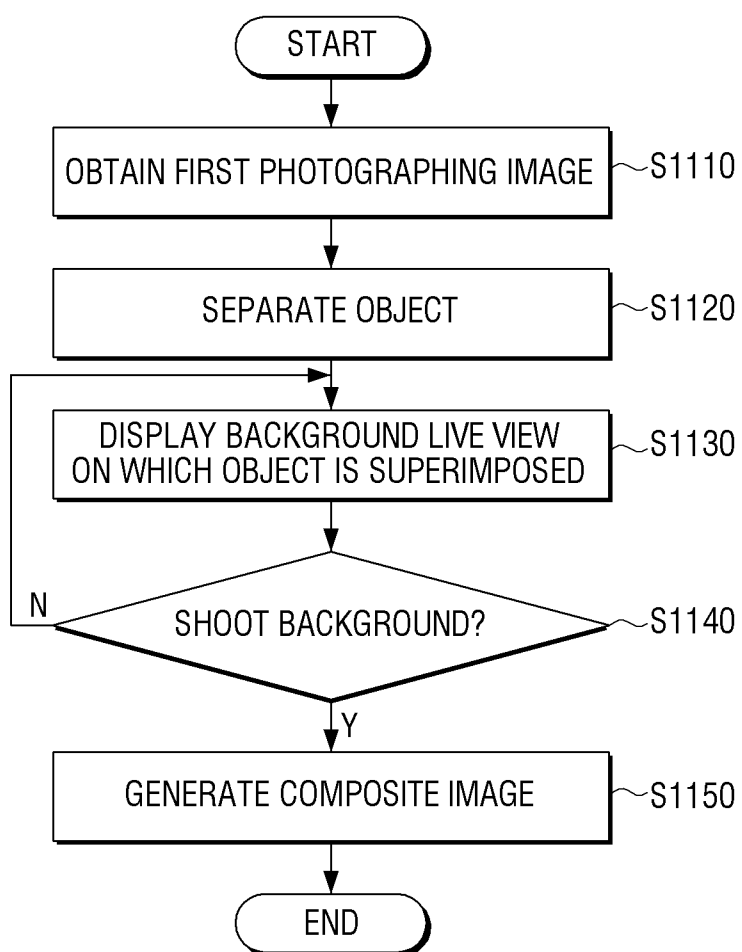 START
OBTAIN FIRST PHOTOGRAPHING IMAGE
S1110
SEPARATE OBJECT
S1120
DISPLAY BACKGROUND LIVE VIEW
ON WHICH OBJECT IS SUPERIMPOSED
S1130
N
SHOOT BACKGROUND?
S1140
Y
GENERATE COMPOSITE IMAGE
S1150
END